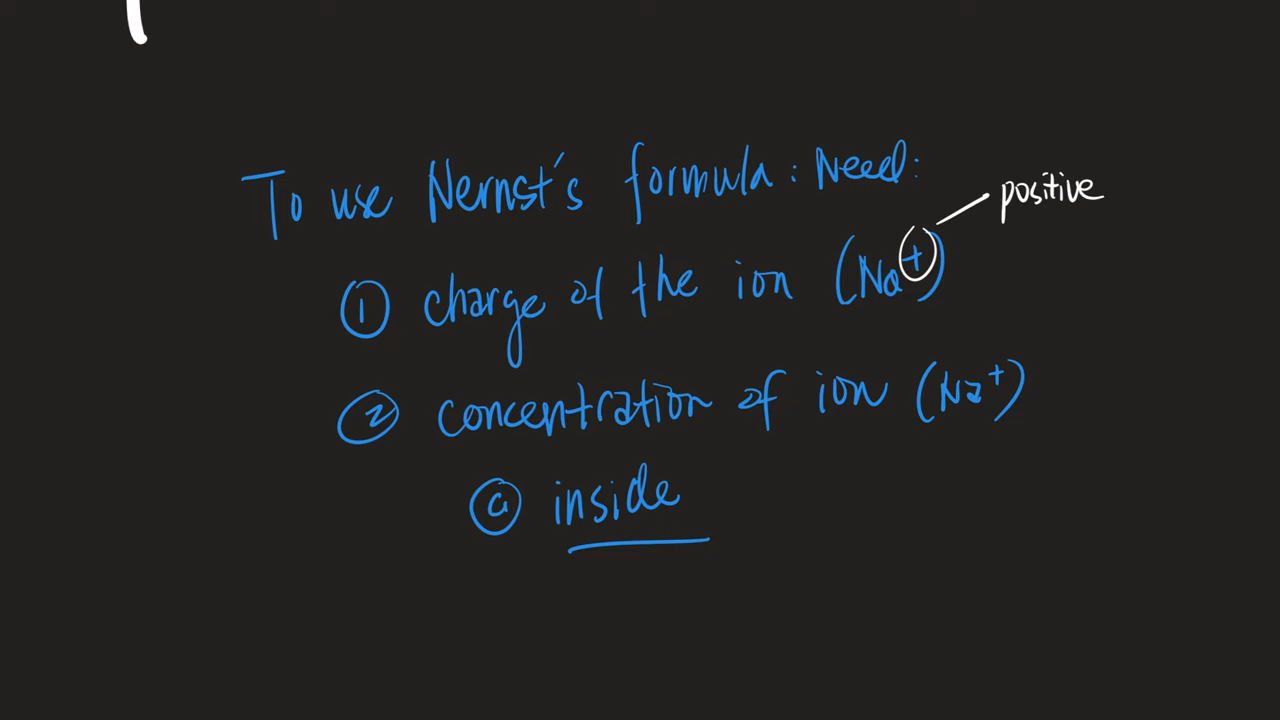 To use Nernst's formula : Need :
positive
① charge of the ion (Na⁺)
② concentration of ion (Na⁺)
ⓐ inside